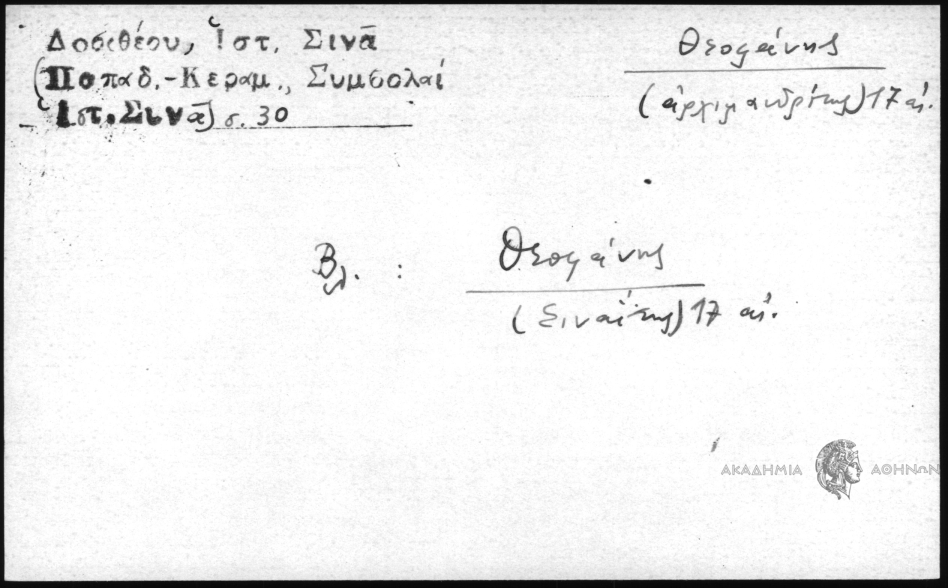 Δοσιθέου, Ἱστ. Σινᾶ
(Παπαδ.-Κεραμ., Συμβολαί
Ἱστ. Σινᾶ) σ. 30
Θεοφάνης
(ἀρχιμανδρίτης) 17 αἰ.
Βλ. : Θεοφάνης
(Σιναΐτης) 17 αἰ.
ΑΚΑΔΗΜΙΑ ΑΘΗΝΩΝ